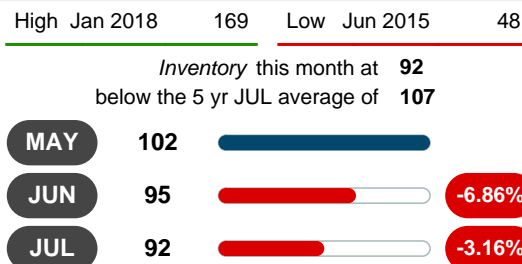 High Jan 2018 169 Low Jun 2015 48
Inventory this month at 92
below the 5 yr JUL average of 107
MAY 102
JUN 95 -6.86%
JUL 92 -3.16%